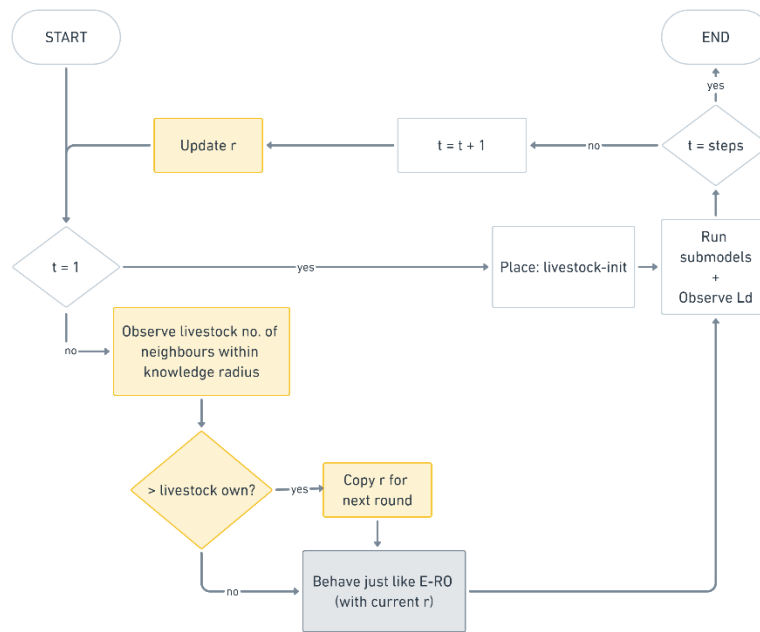 START
END
yes
Update r
t = t + 1
no
t = steps
t = 1
yes
Place: livestock-init
Run
submodels
+
Observe Ld
no
Observe livestock no. of
neighbours within
knowledge radius
> livestock own?
yes
Copy r for
next round
no
Behave just like E-RO
(with current r)